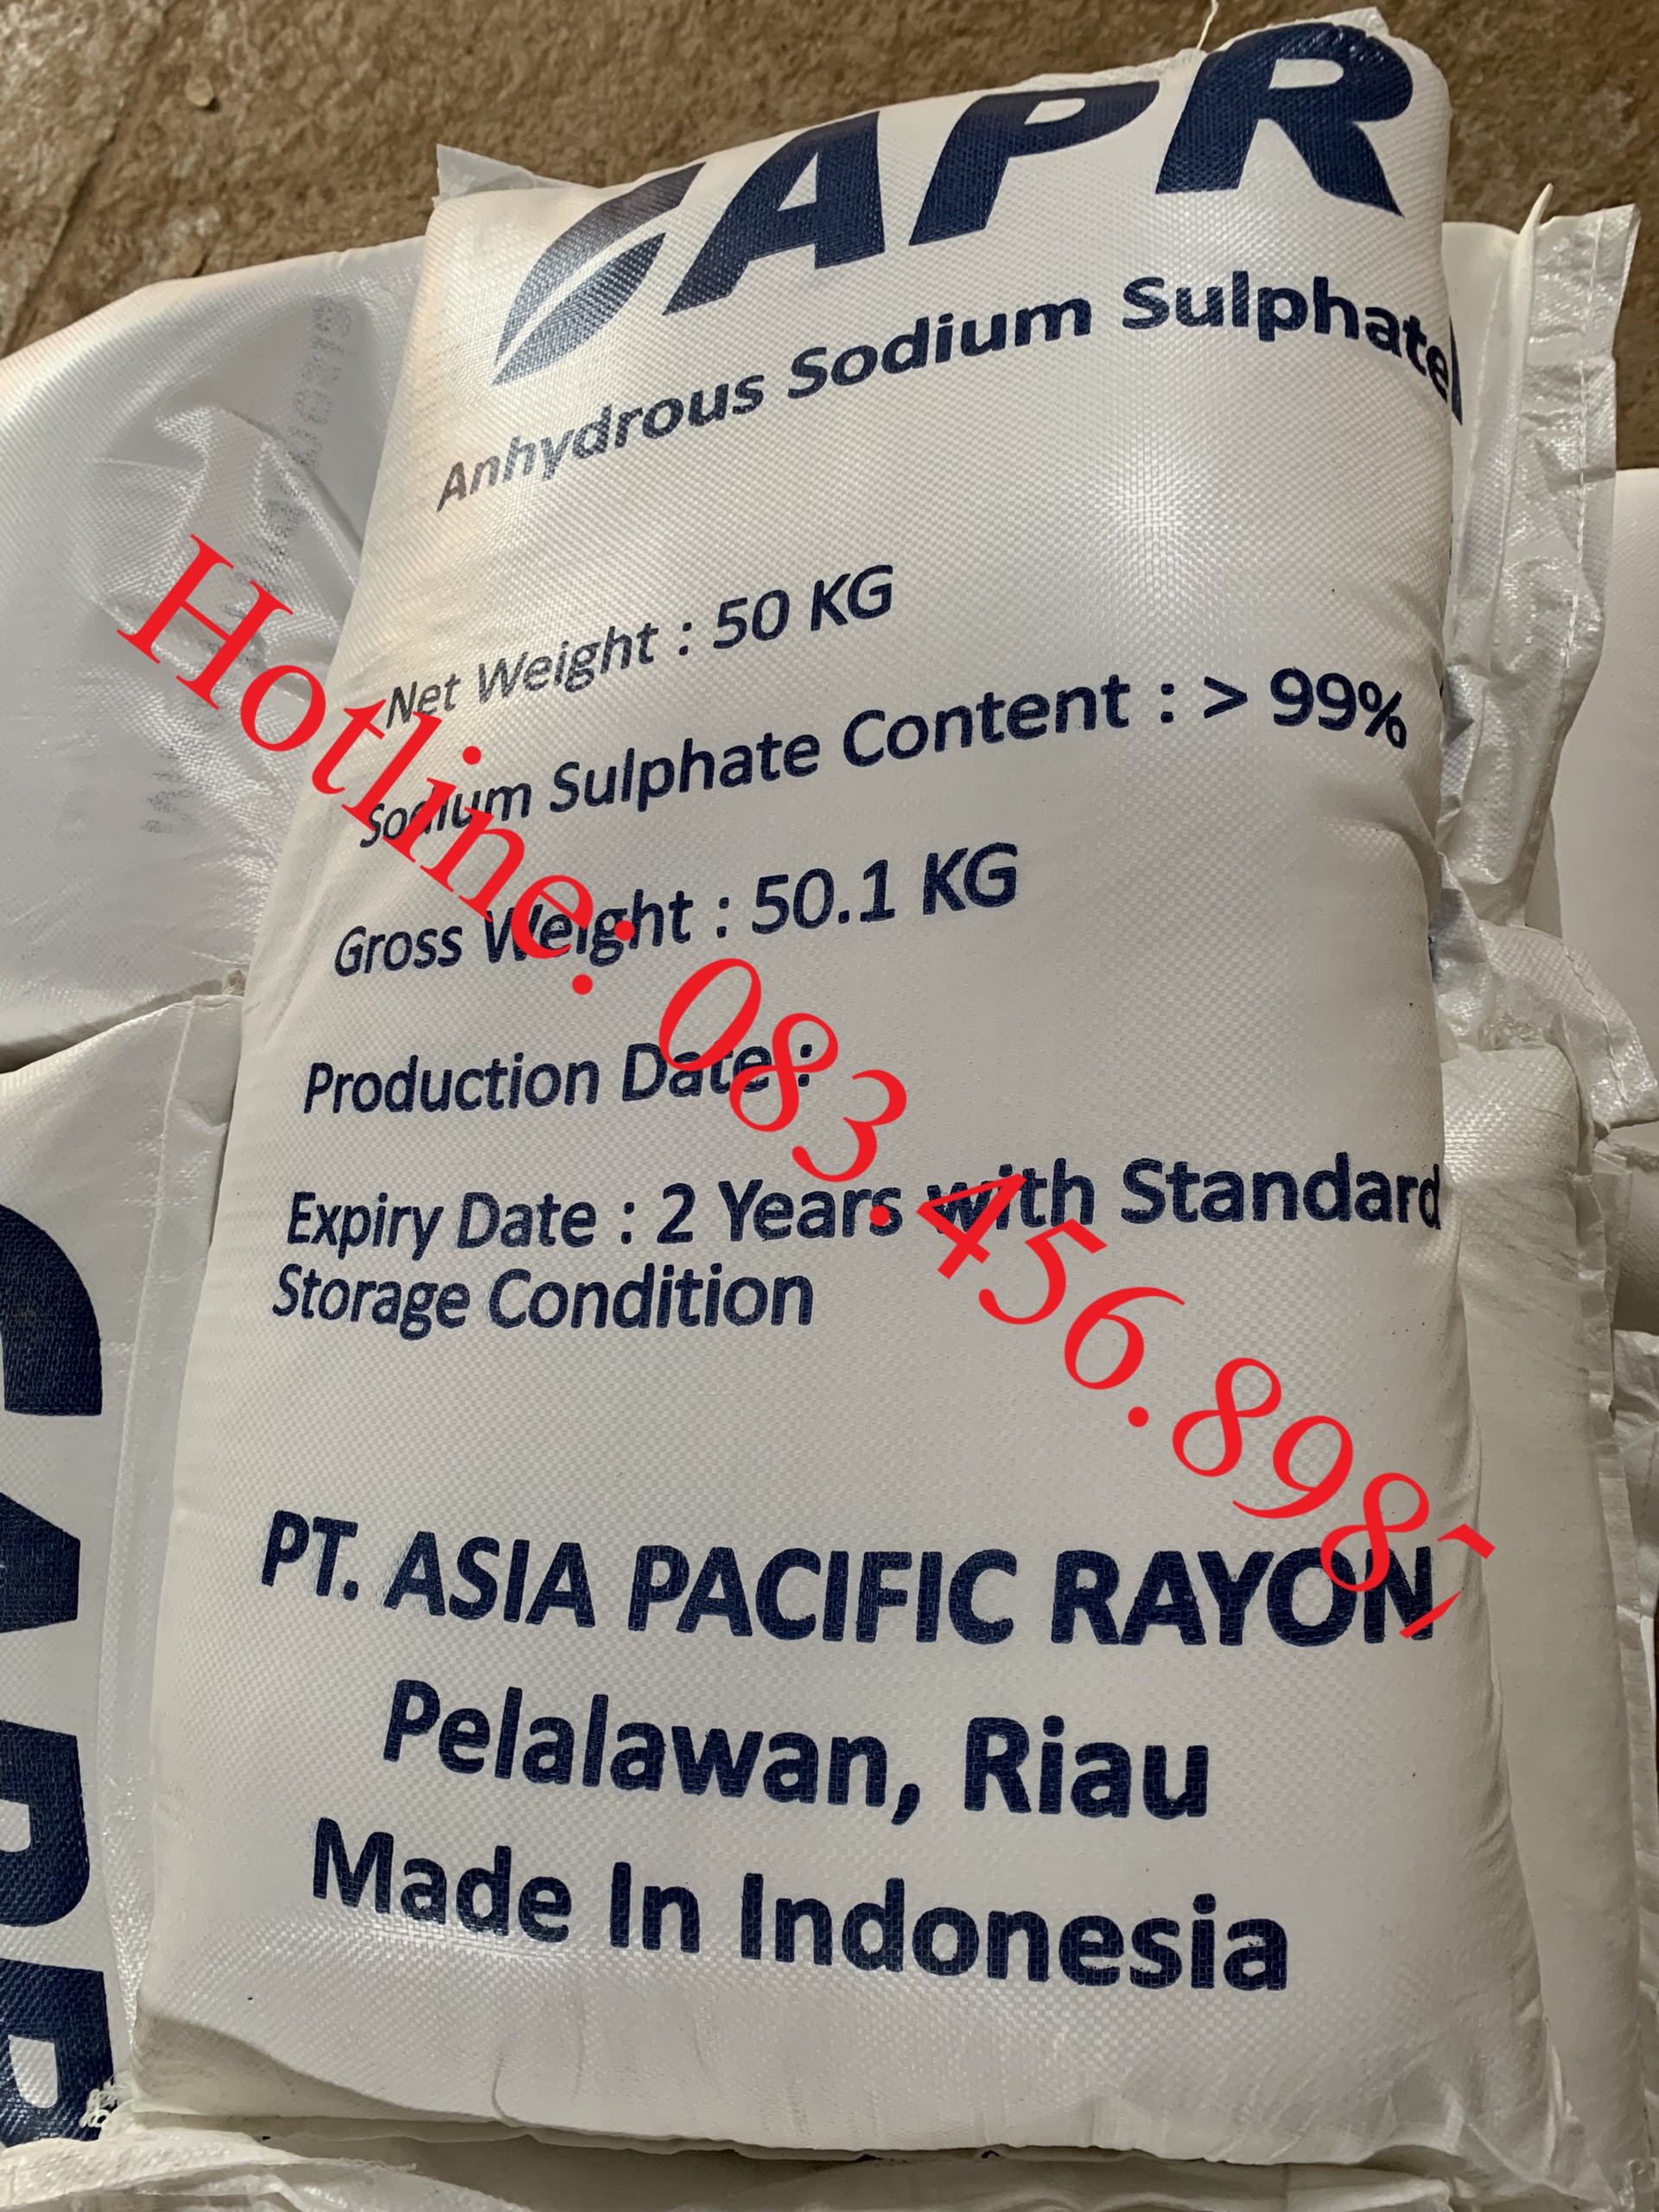 APR
Anhydrous Sodium Sulphate
Net Weight : 50 KG
Sodium Sulphate Content : > 99%
Gross Weight : 50.1 KG
Production Date :
Expiry Date : 2 Years with Standard
Storage Condition
PT. ASIA PACIFIC RAYON
Pelalawan, Riau
Made In Indonesia
Hotline: 083.456.8987
APR